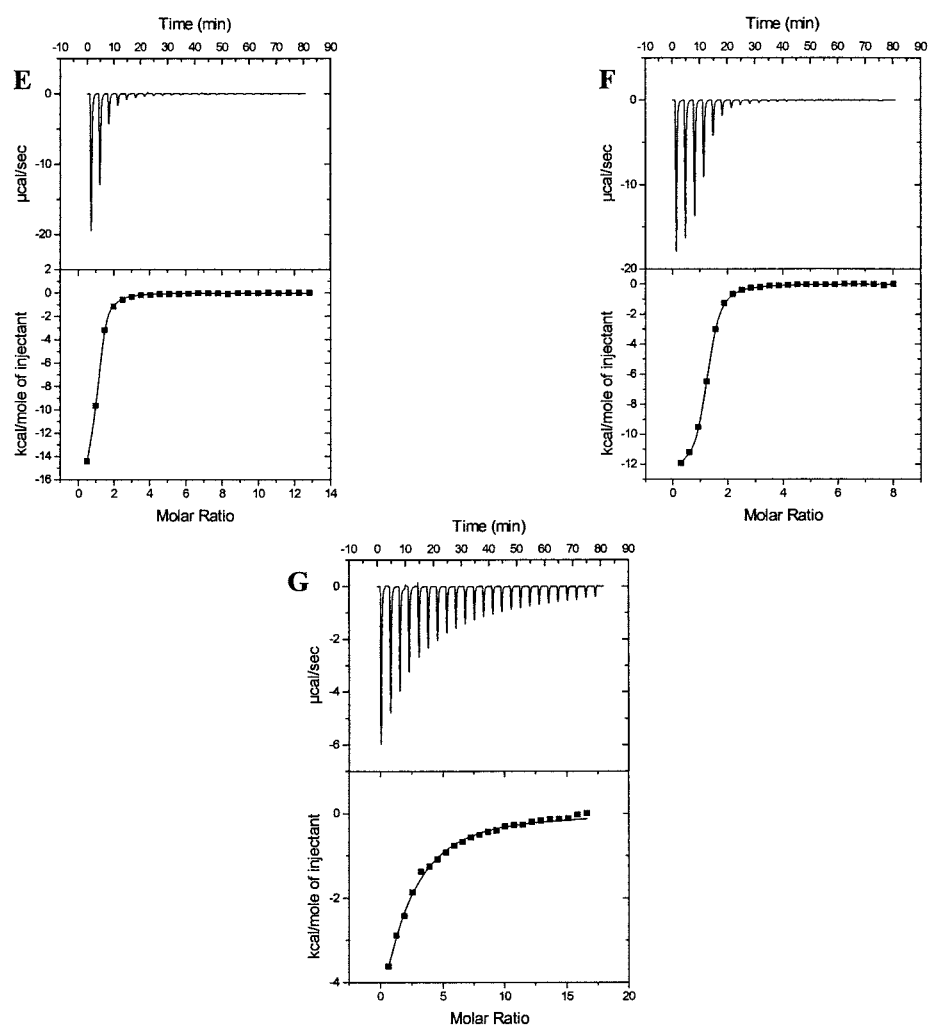 Time (min)
-10 0 10 20 30 40 50 60 70 80 90
E
0
-10
-20
2
µcal/sec
0
-2
-4
-6
-8
-10
-12
-14
-16
kcal/mole of injectant
0 2 4 6 8 10 12 14
Molar Ratio
Time (min)
-10 0 10 20 30 40 50 60 70 80 90
F
0
-10
-20
µcal/sec
0
-2
-4
-6
-8
-10
-12
kcal/mole of injectant
0 2 4 6 8
Molar Ratio
Time (min)
-10 0 10 20 30 40 50 60 70 80 90
G
0
-2
-4
-6
µcal/sec
0
-2
-4
kcal/mole of injectant
0 5 10 15 20
Molar Ratio